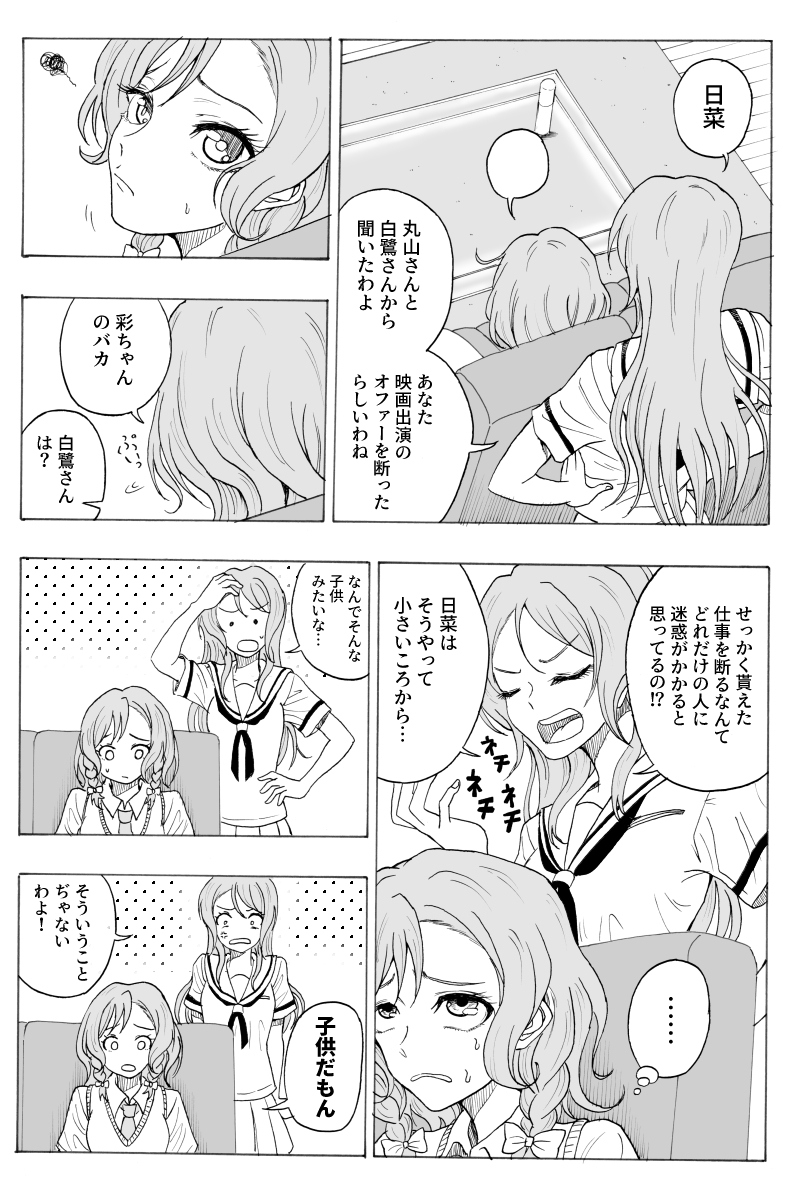 日菜
丸山さんと
白鷺さんから
聞いたわよ
あなた
映画出演の
オファーを断った
らしいわね
彩ちゃん
のバカ
ぷいっ
白鷺さん
は?
せっかく貰えた
仕事を断るなんて
どれだけの人に
迷惑がかかると
思ってるの!?
日菜は
そうやって
小さいころから…
ネチ
ネチ
ネチ
……
なんでそんな
子供
みたいな…
子供だもん
そういうこと
ぢゃない
わよ!